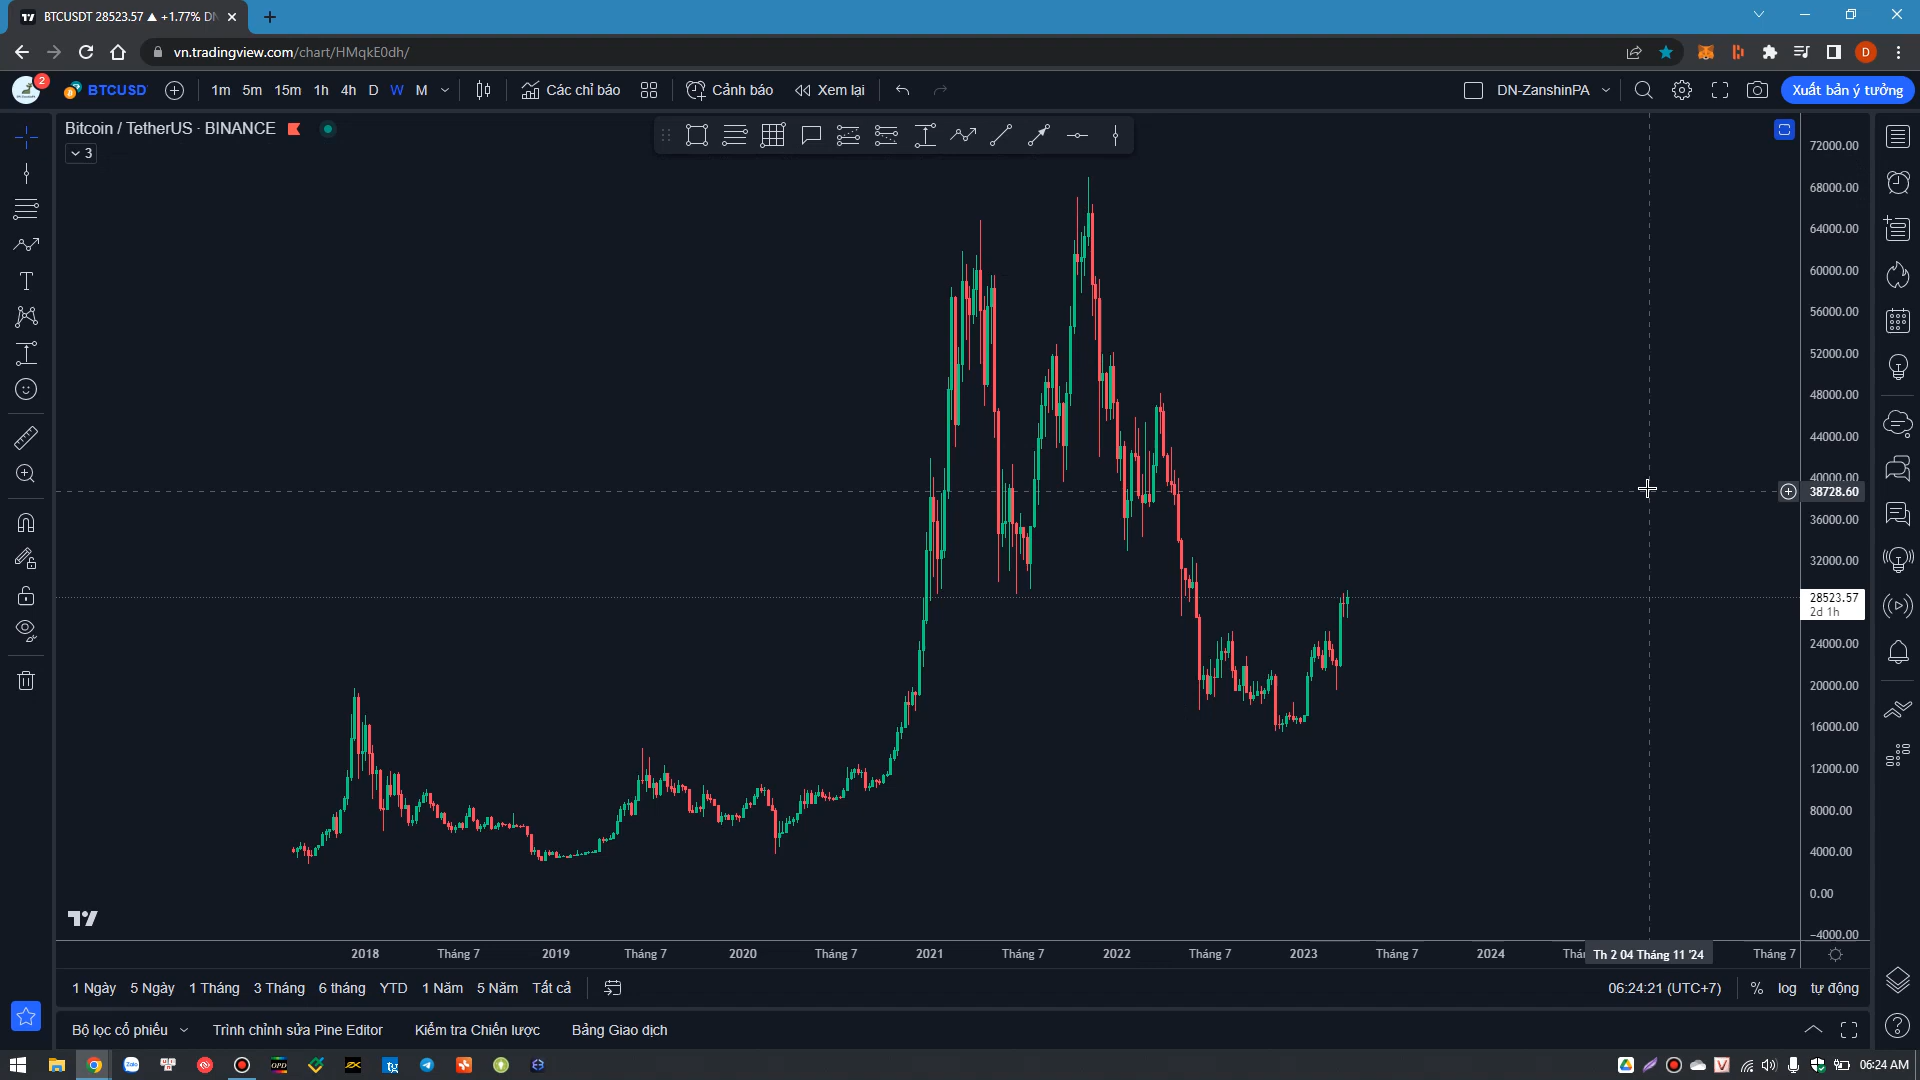 BTCUSDT 28523.57 ▲ +1.77% DN
vn.tradingview.com/chart/HMqkE0dh/
D
2
BTCUSD
1m 5m 15m 1h 4h D W M
Các chỉ báo
Cảnh báo
Xem lại
DN-ZanshinPA
Xuất bản ý tưởng
Bitcoin / TetherUS · BINANCE
3
72000.00
68000.00
64000.00
60000.00
56000.00
52000.00
48000.00
44000.00
40000.00
38728.60
36000.00
32000.00
28523.57
2d 1h
24000.00
20000.00
16000.00
12000.00
8000.00
4000.00
0.00
−4000.00
2018 Tháng 7 2019 Tháng 7 2020 Tháng 7 2021 Tháng 7 2022 Tháng 7 2023 Tháng 7 2024 Th 2 04 Tháng 11 '24 Tháng 7
1 Ngày 5 Ngày 1 Tháng 3 Tháng 6 tháng YTD 1 Năm 5 Năm Tất cả
06:24:21 (UTC+7) % log tự động
Bộ lọc cổ phiếu Trình chỉnh sửa Pine Editor Kiểm tra Chiến lược Bảng Giao dịch
Zalo
OPD
06:24 AM